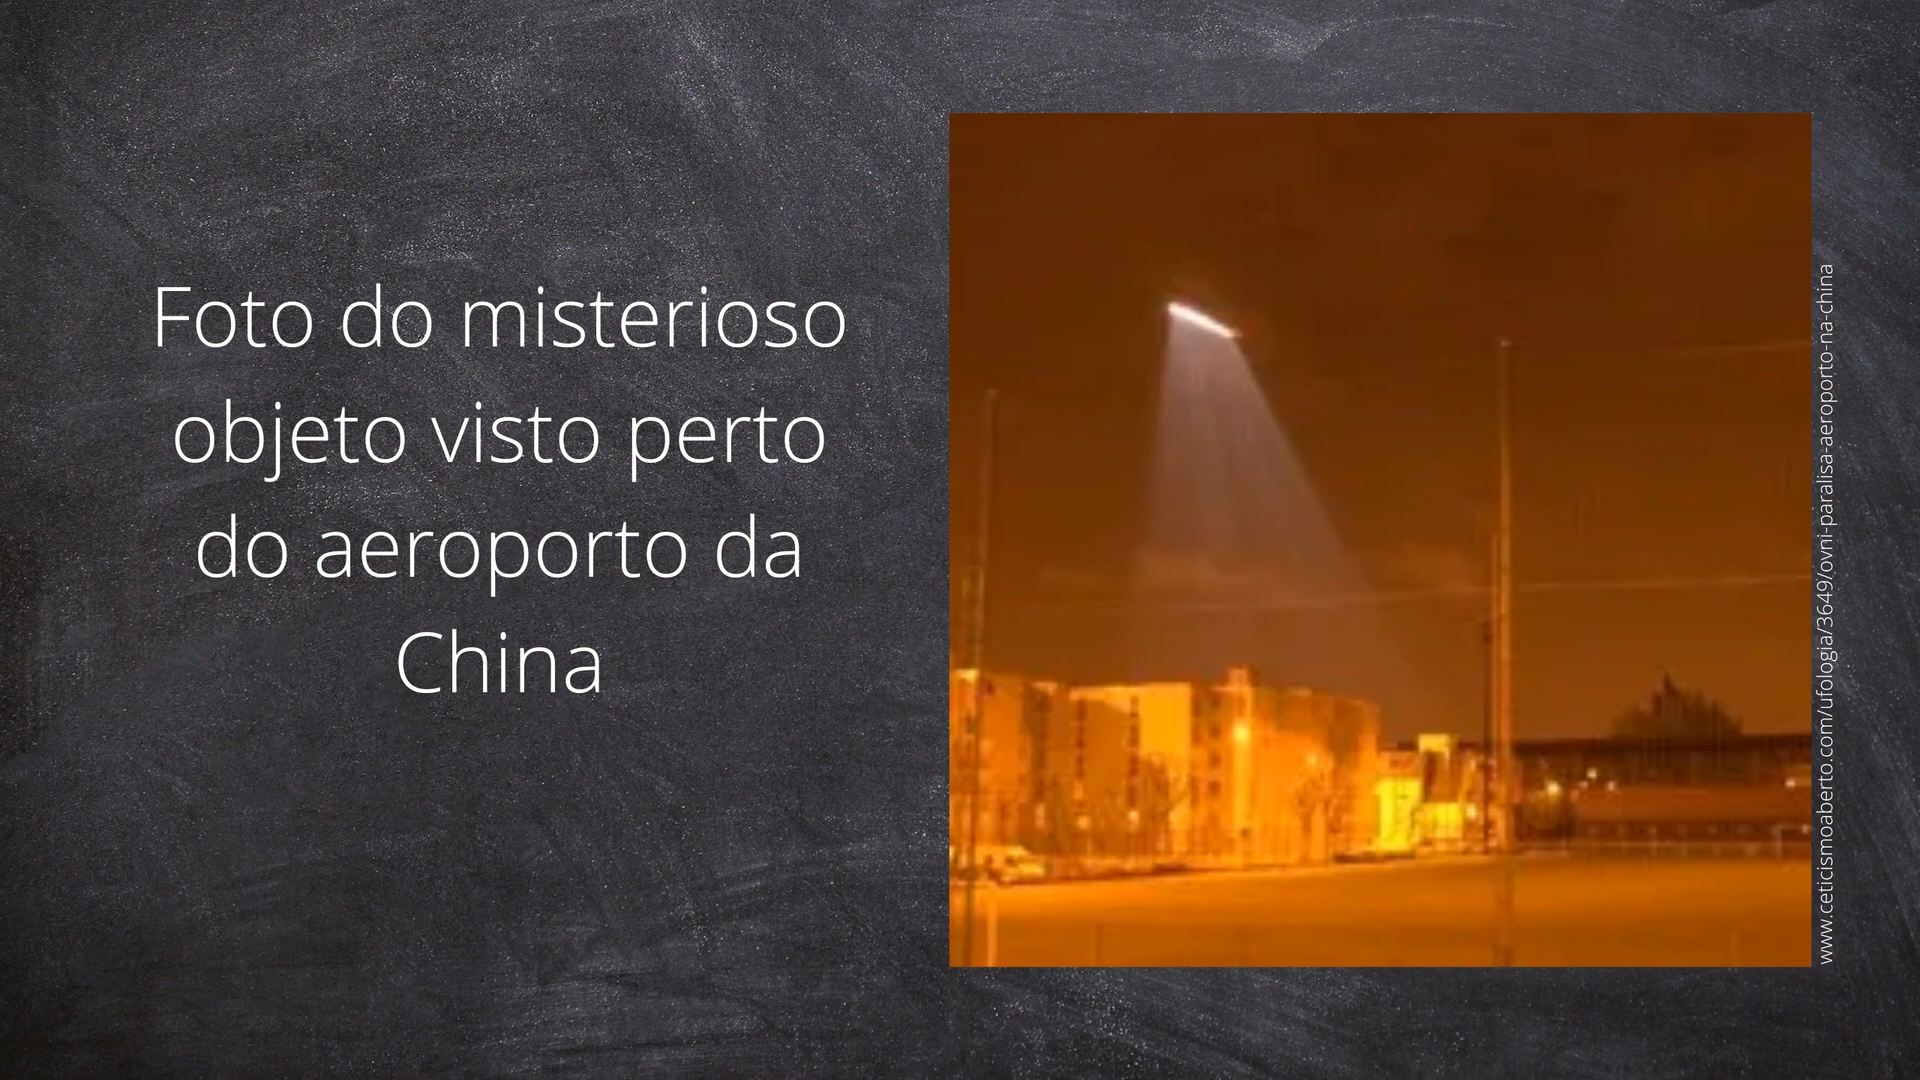 Foto do misterioso
objeto visto perto
do aeroporto da
China
www.ceticismoaberto.com/ufologia/3649/ovni-paralisa-aeroporto-na-china